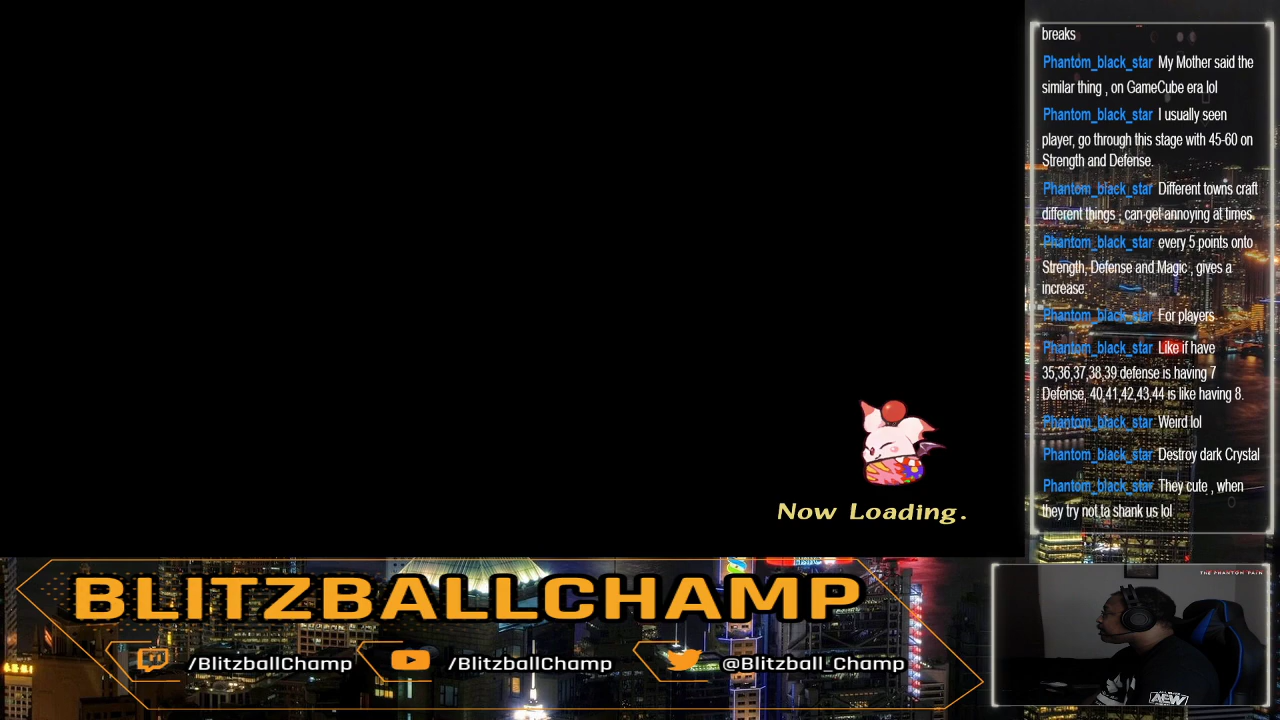 breaks
Phantom_black_star My Mother said the
similar thing , on GameCube era lol
Phantom_black_star I usually seen
player, go through this stage with 45-60 on
Strength and Defense.
Phantom_black_star Different towns craft
different things , can get annoying at times.
Phantom_black_star every 5 points onto
Strength, Defense and Magic , gives a
increase.
Phantom_black_star For players
Phantom_black_star Like if have
35,36,37,38,39 defense is having 7
Defense, 40,41,42,43,44 is like having 8.
Phantom_black_star Weird lol
Phantom_black_star Destroy dark Crystal
Phantom_black_star They cute , when
they try not ta shank us lol
Now Loading.
BLITZBALLCHAMP
/BlitzballChamp /BlitzballChamp @Blitzball_Champ
THE PHANTOM PAIN
AEW